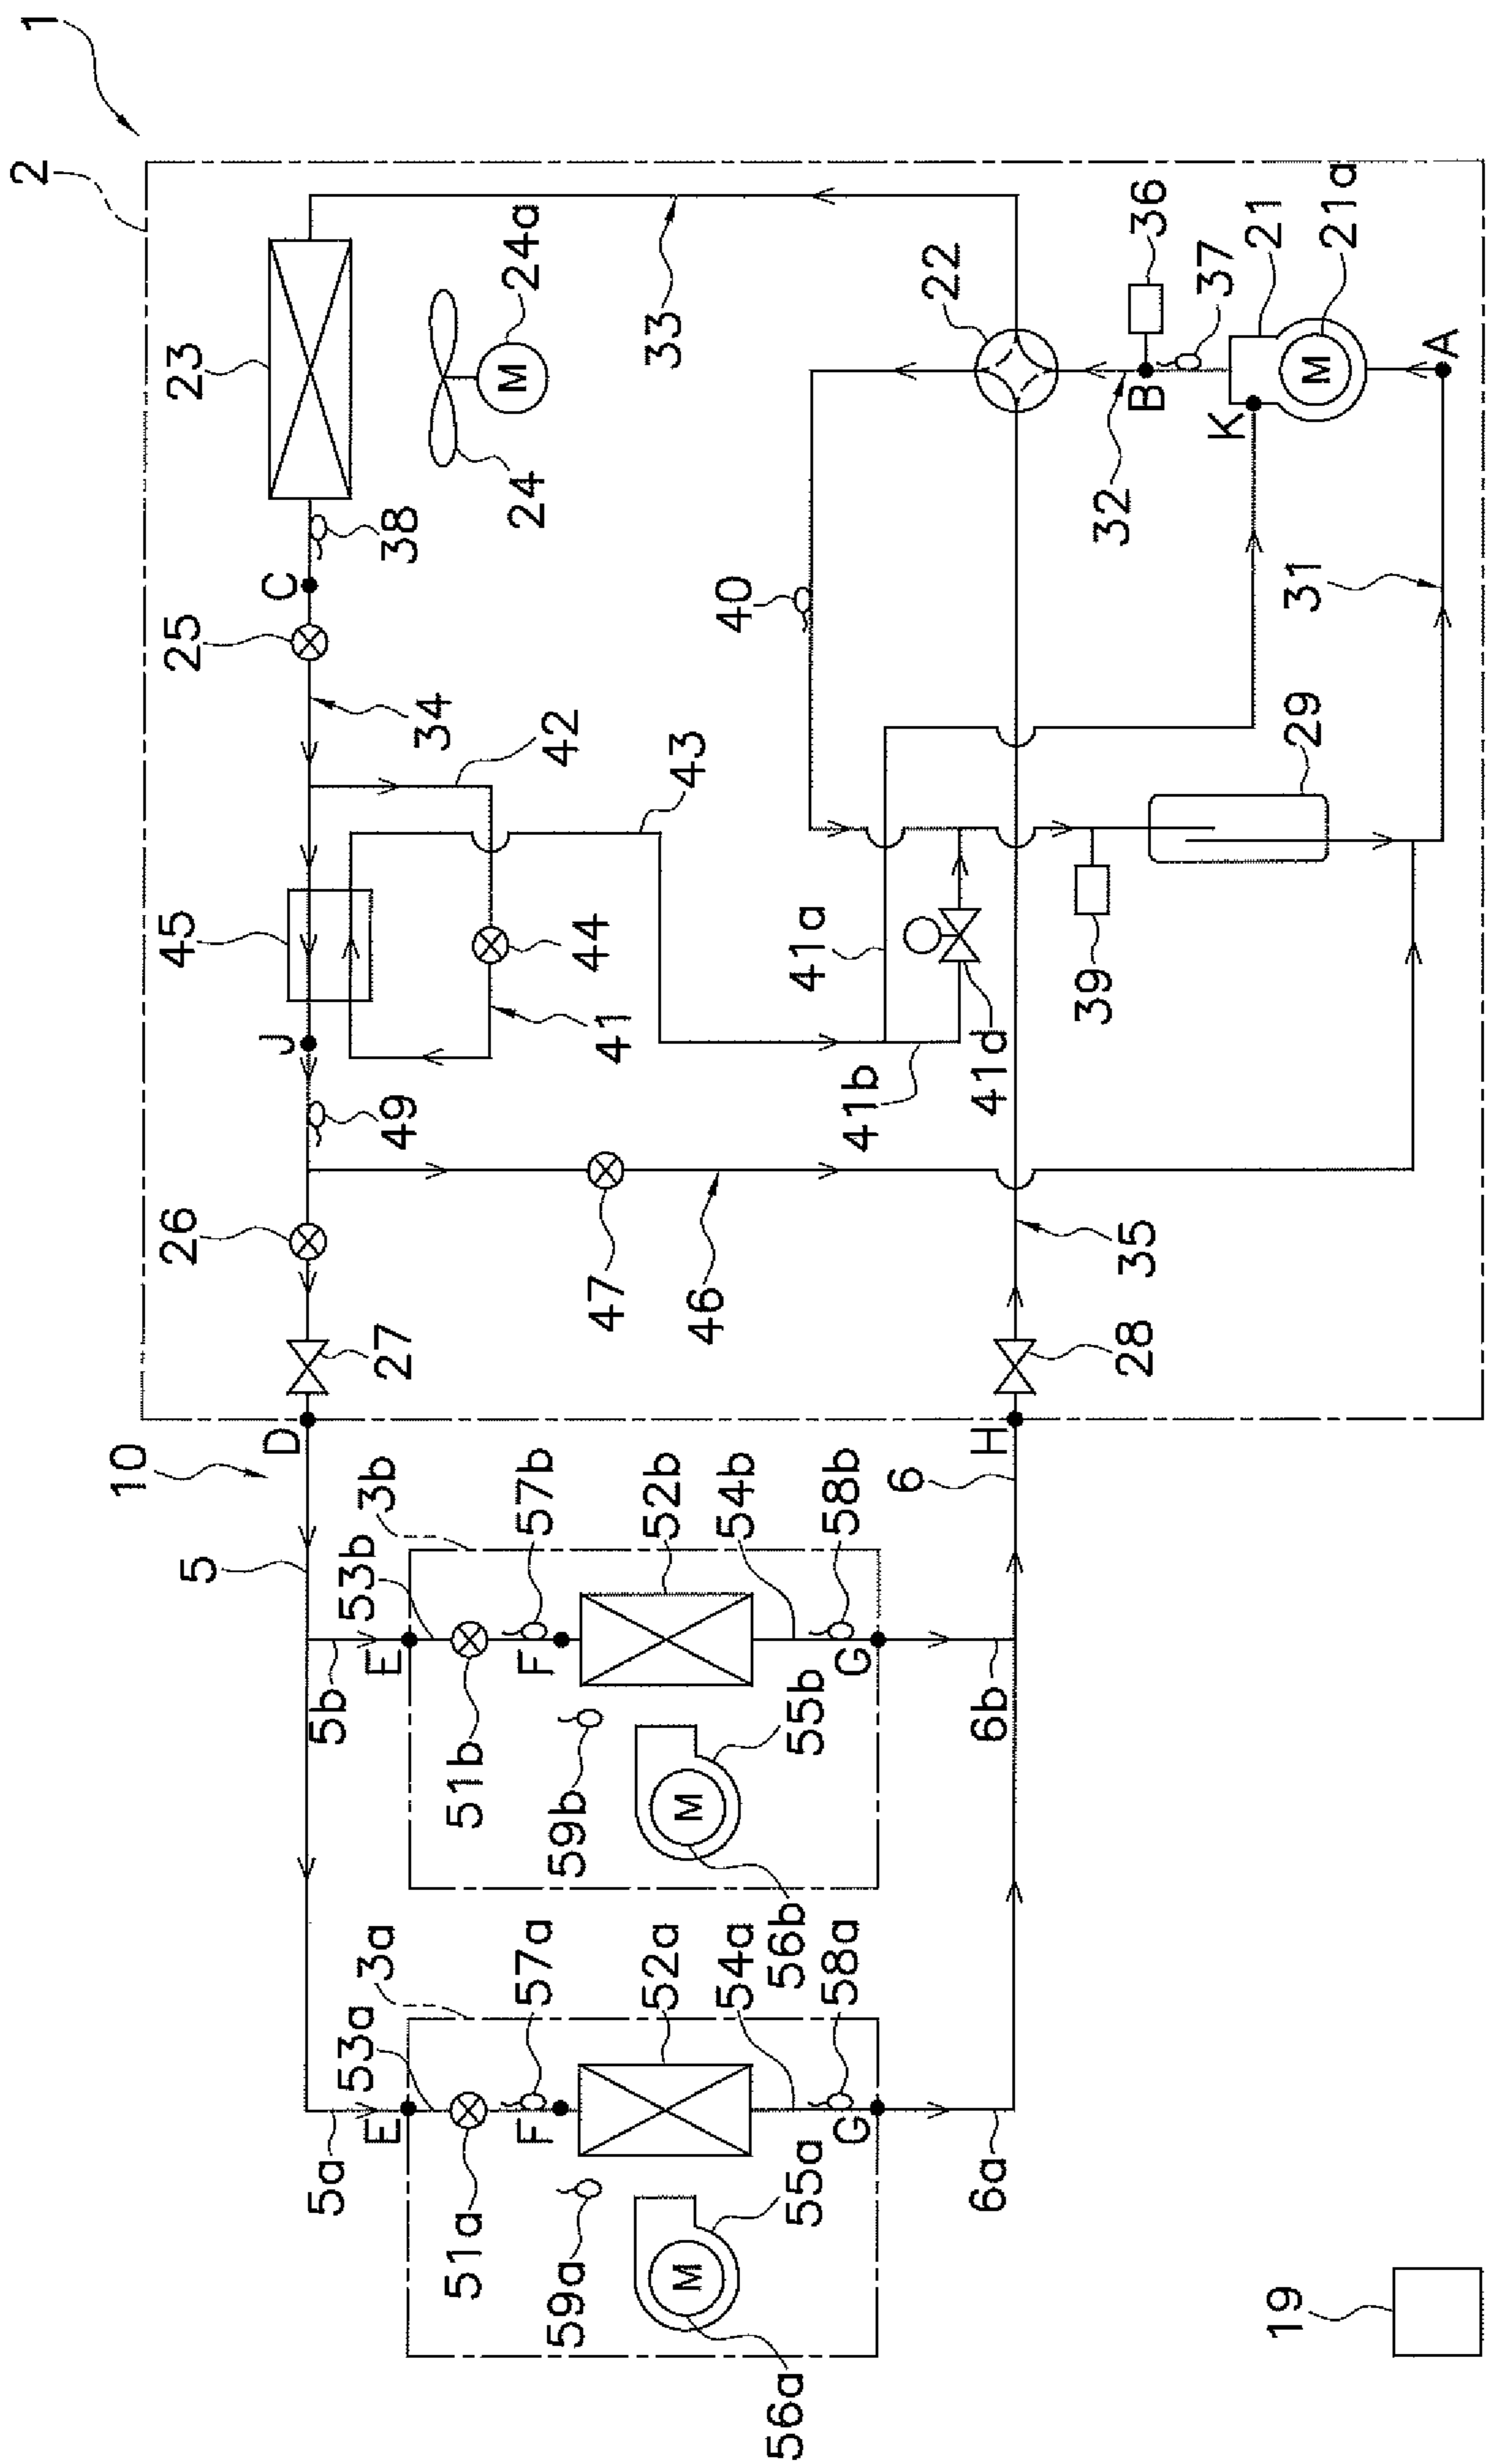 1
2
23
24a
24
38
C
25
34
42
43
45
44
J
41
49
26
47
46
27
33
22
36
37
21
21a
M
M
B
K
A
32
40
31
29
41a
39
41d
41b
35
28
10
D
H
5
6
3b
53b
57b
52b
54b
58b
E
F
G
5b
51b
59b
M
55b
56b
6b
3a
53a
57a
52a
54a
58a
E
F
G
5a
51a
59a
M
55a
56a
6a
19